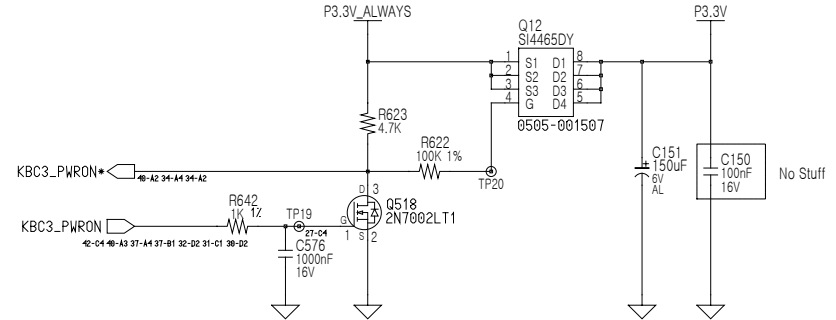 P3.3V_ALWAYS
P3.3V
Q12
SI4465DY
1 S1 D1 8
2 S2 D2 7
3 S3 D3 6
4 G D4 5
0505-001507
R623
4.7K
R622
100K 1%
TP20
KBC3_PWRON*
40-A2 34-A4 34-A2
C151
+
150uF
6V
AL
C150
100nF
16V
No Stuff
D 3
Q518
2N7002LT1
G
1
S 2
R642
1K 1%
TP19
27-C4
KBC3_PWRON
42-C4 40-A3 37-A4 37-B1 32-D2 31-C1 30-D2
C576
1000nF
16V